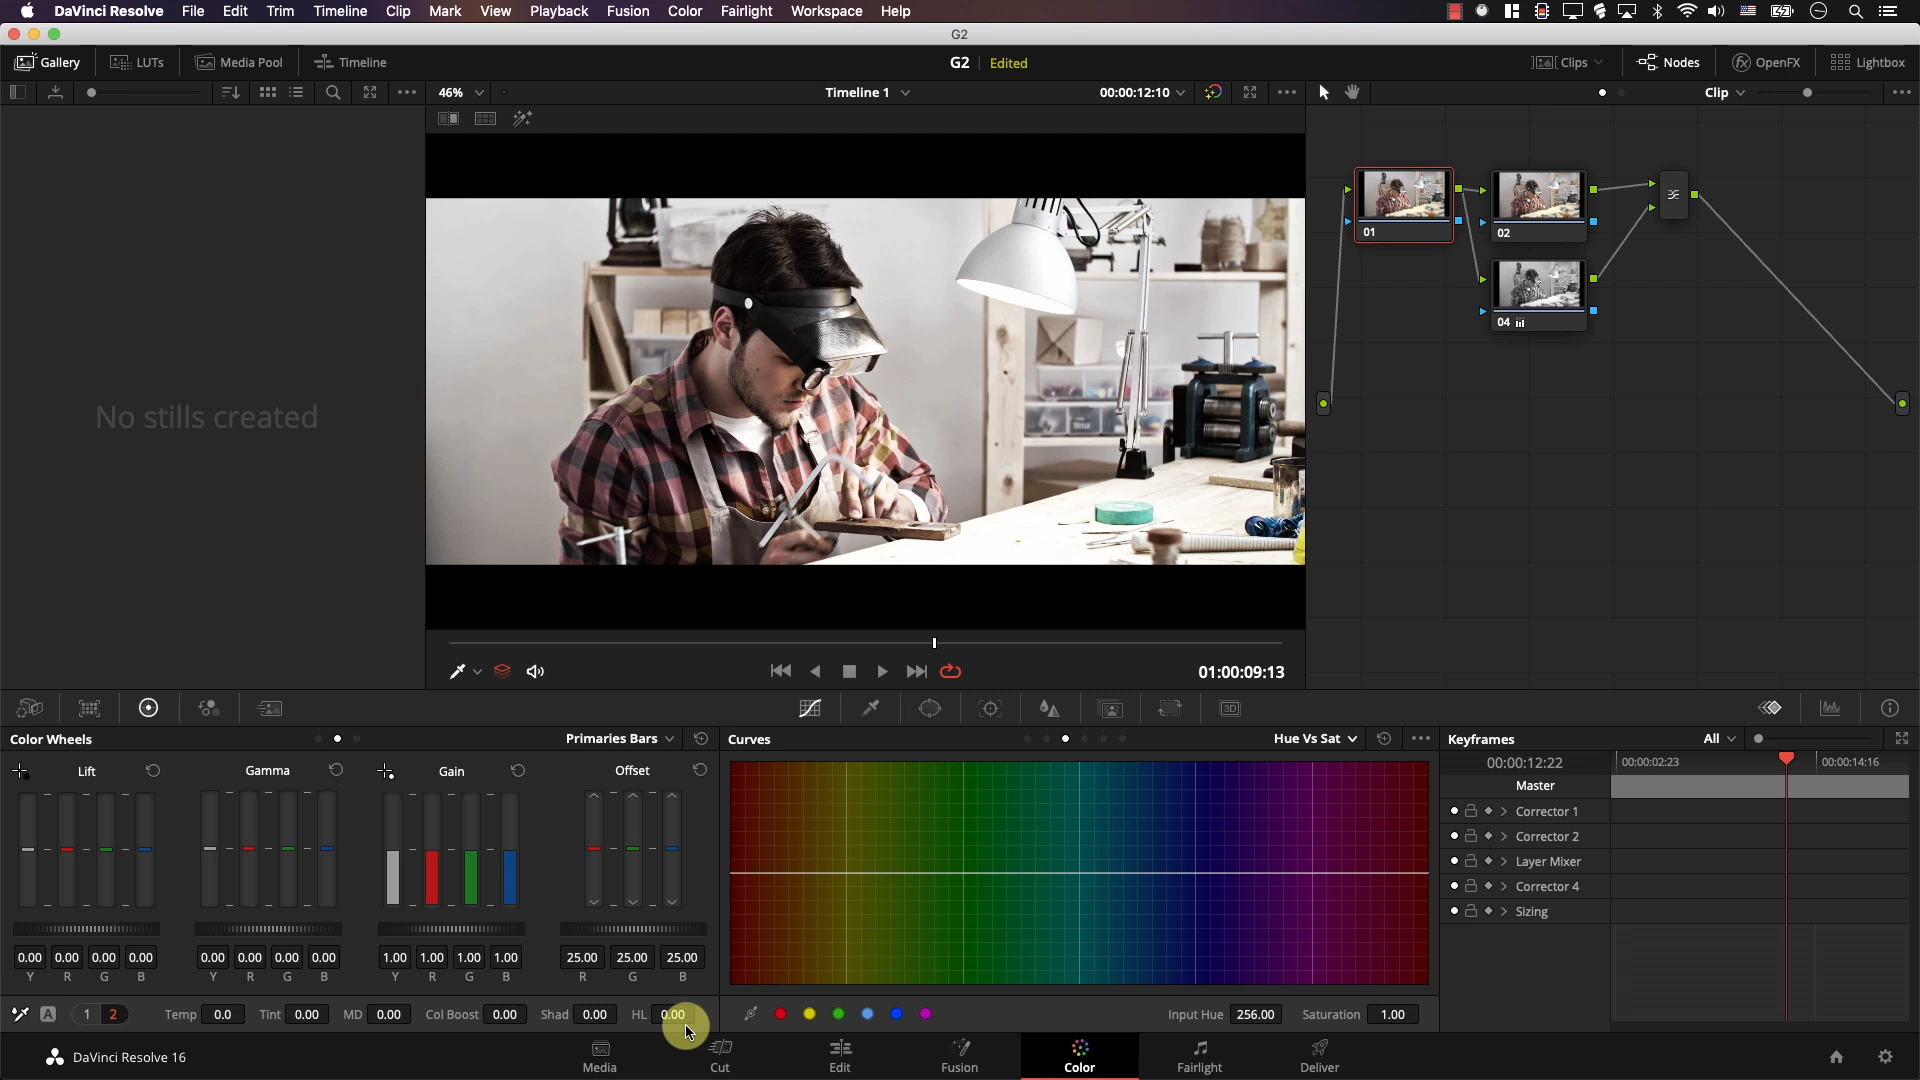 DaVinci Resolve File Edit Trim Timeline Clip Mark View Playback Fusion Color Fairlight Workspace Help
G2
Gallery LUTs Media Pool Timeline G2 Edited Clips Nodes OpenFX Lightbox
46% Timeline 1 00:00:12:10 Clip
01 02
04
No stills created
01:00:09:13
3D
Color Wheels Primaries Bars Curves Hue Vs Sat Keyframes All
Lift Gamma Gain Offset
00:00:12:22 00:00:02:23 00:00:14:16
Master
Corrector 1
Corrector 2
Layer Mixer
Corrector 4
Sizing
0.00 0.00 0.00 0.00 0.00 0.00 0.00 0.00 1.00 1.00 1.00 1.00 25.00 25.00 25.00
Y R G B Y R G B Y R G B R G B
A 1 2 Temp 0.0 Tint 0.00 MD 0.00 Col Boost 0.00 Shad 0.00 HL 0.00 Input Hue 256.00 Saturation 1.00
DaVinci Resolve 16 Media Cut Edit Fusion Color Fairlight Deliver